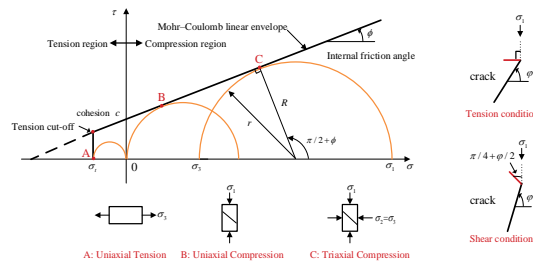 τ
Mohr–Coulomb linear envelope
ϕ
Tension region
Compression region
C
Internal friction angle
B
cohesion c
R
Tension cut-off
r
π / 2 + ϕ
A
σt
0
σ3
σ1
σ
σ3
σ1
σ1
σ2=σ3
A: Uniaxial Tension
B: Uniaxial Compression
C: Triaxial Compression
σ1
crack
φ
Tension condit
σ1
π / 4 + φ / 2
crack
φ
Shear condit